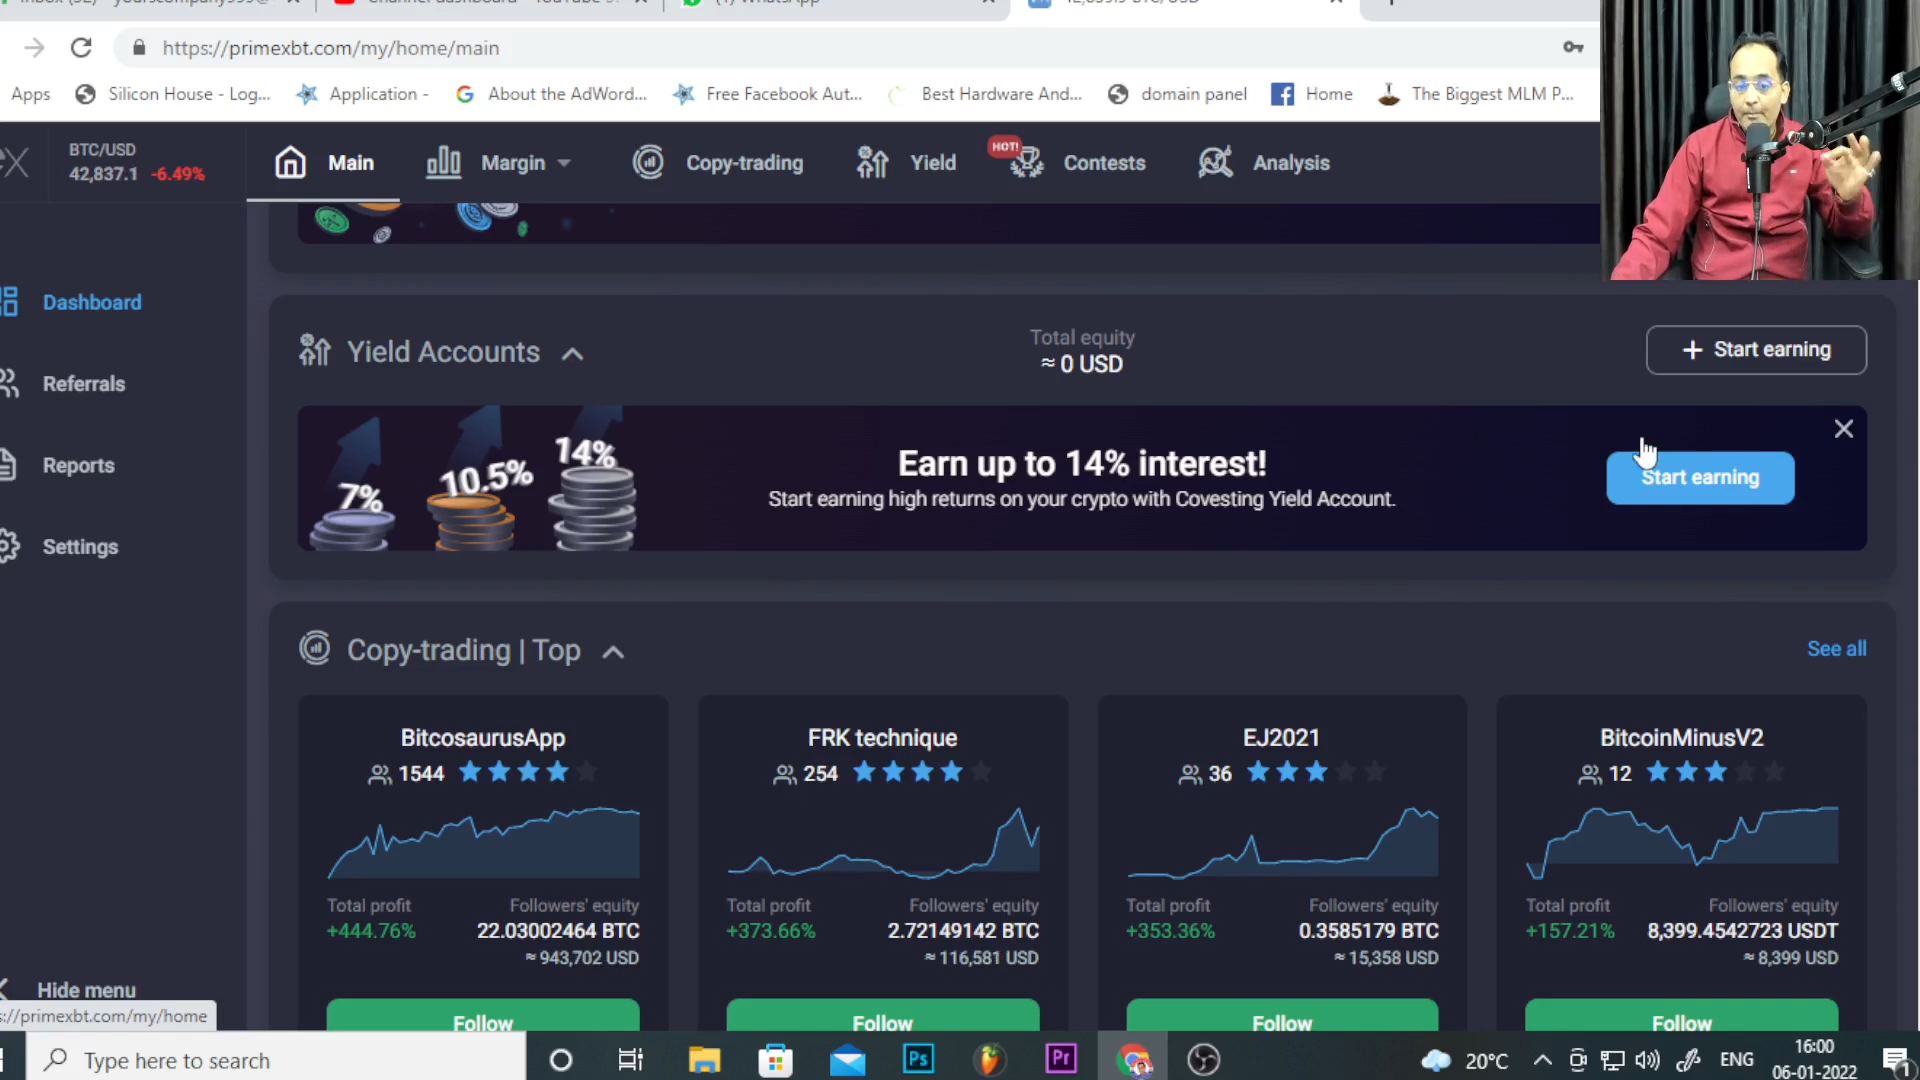 https://primexbt.com/my/home/main
Apps Silicon House - Log... Application - About the AdWord... Free Facebook Aut... Best Hardware And... domain panel Home The Biggest MLM P...
BTC/USD
42,837.1 -6.49%
Main Margin Copy-trading Yield HOT! Contests Analysis
Dashboard
Referrals
Reports
Settings
Hide menu
Yield Accounts
Total equity
≈ 0 USD
+ Start earning
7% 10.5% 14%
Earn up to 14% interest!
Start earning high returns on your crypto with Covesting Yield Account.
Start earning
Copy-trading | Top
See all
BitcosaurusApp
1544
Total profit Followers' equity
+444.76% 22.03002464 BTC
≈ 943,702 USD
Follow
FRK technique
254
Total profit Followers' equity
+373.66% 2.72149142 BTC
≈ 116,581 USD
Follow
EJ2021
36
Total profit Followers' equity
+353.36% 0.3585179 BTC
≈ 15,358 USD
Follow
BitcoinMinusV2
12
Total profit Followers' equity
+157.21% 8,399.4542723 USDT
≈ 8,399 USD
Follow
s://primexbt.com/my/home
Type here to search
Ps
Pr
20°C
ENG
16:00
06-01-2022
1